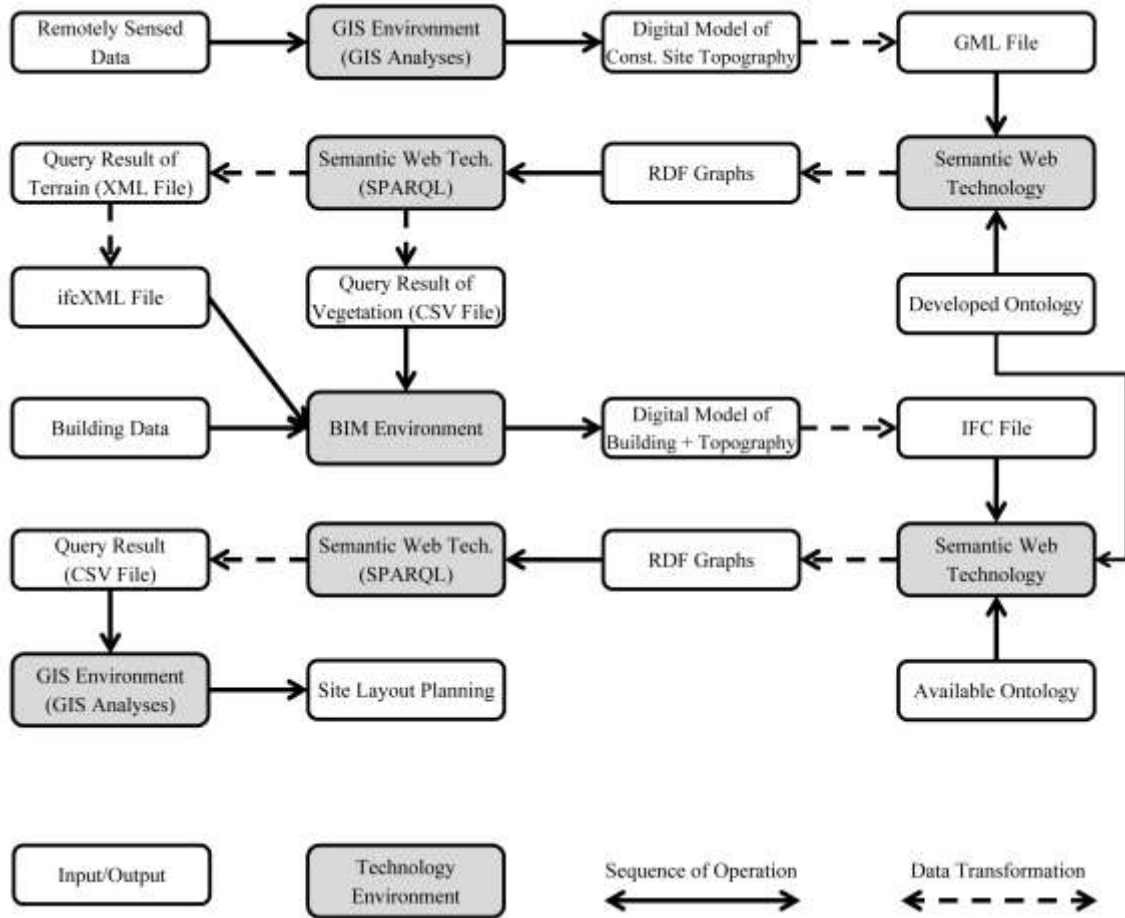 Remotely Sensed
Data
GIS Environment
(GIS Analyses)
Digital Model of
Const. Site Topography
GML File
Query Result of
Terrain (XML File)
Semantic Web Tech.
(SPARQL)
RDF Graphs
Semantic Web
Technology
ifcXML File
Query Result of
Vegetation (CSV File)
Developed Ontology
Building Data
BIM Environment
Digital Model of
Building + Topography
IFC File
Query Result
(CSV File)
Semantic Web Tech.
(SPARQL)
RDF Graphs
Semantic Web
Technology
GIS Environment
(GIS Analyses)
Site Layout Planning
Available Ontology
Input/Output
Technology
Environment
Sequence of Operation
Data Transformation